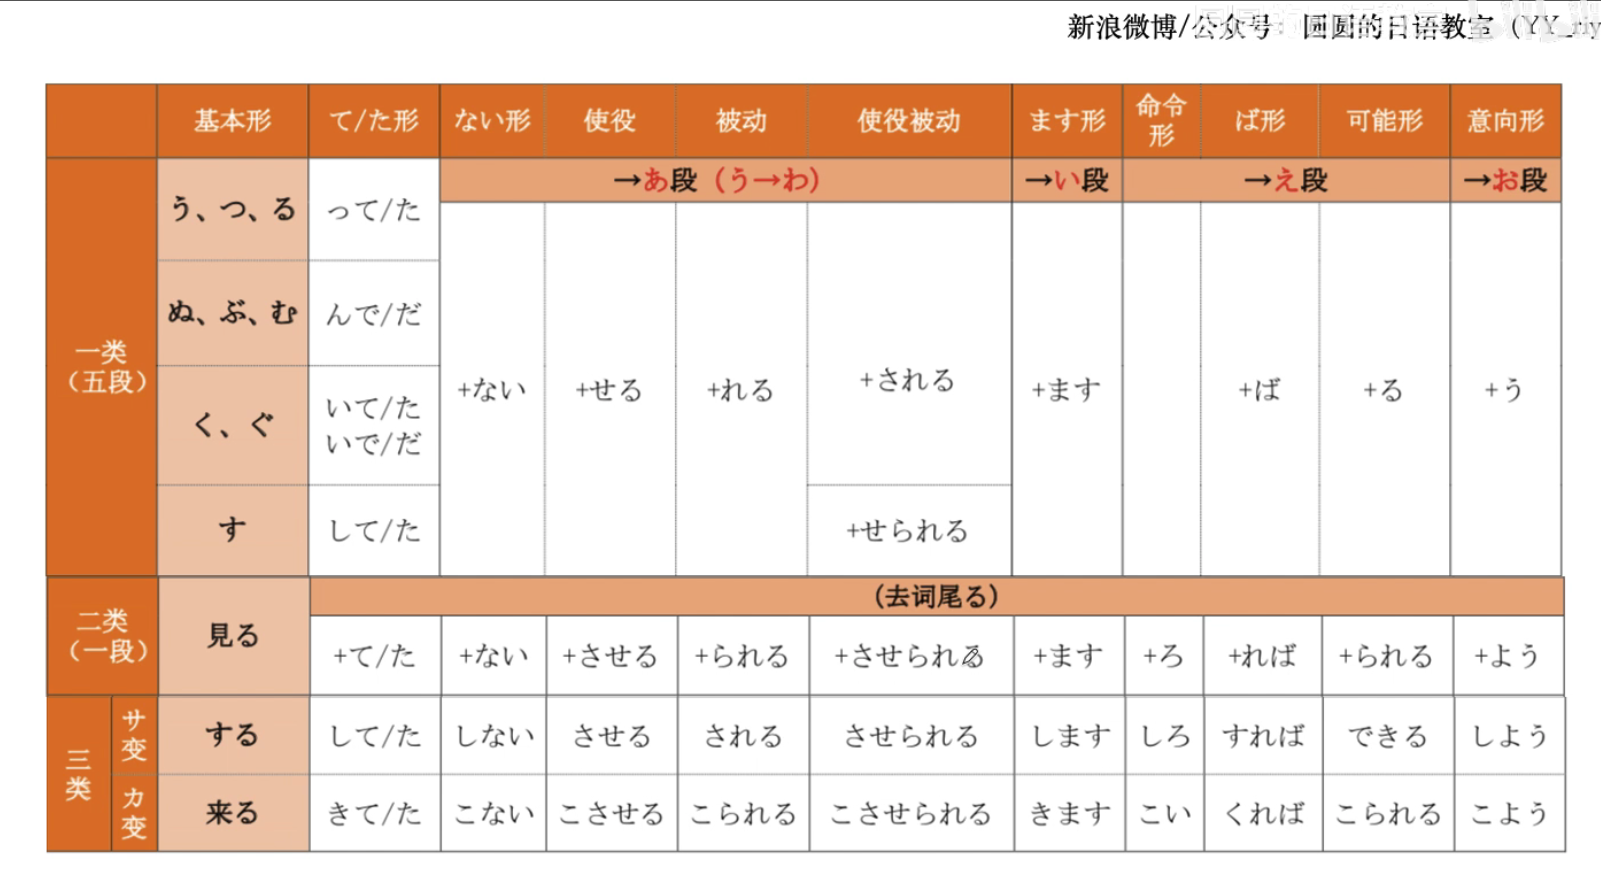 新浪微博/公众号：园圆的日语教室（YY_riy
基本形 て/た形 ない形 使役 被动 使役被动 ます形 命令形 ば形 可能形 意向形
→あ段（う→わ） →い段 →え段 →お段
一类（五段）
う、つ、る って/た
ぬ、ぶ、む んで/だ
く、ぐ いて/た
いで/だ
+ない +せる +れる +される +ます +ば +る +う
す して/た +せられる
二类（一段）
見る
（去词尾る）
+て/た +ない +させる +られる +させられる +ます +ろ +れば +られる +よう
三类
サ变 する して/た しない させる される させられる します しろ すれば できる しよう
カ变 来る きて/た こない こさせる こられる こさせられる きます こい くれば こられる こよう